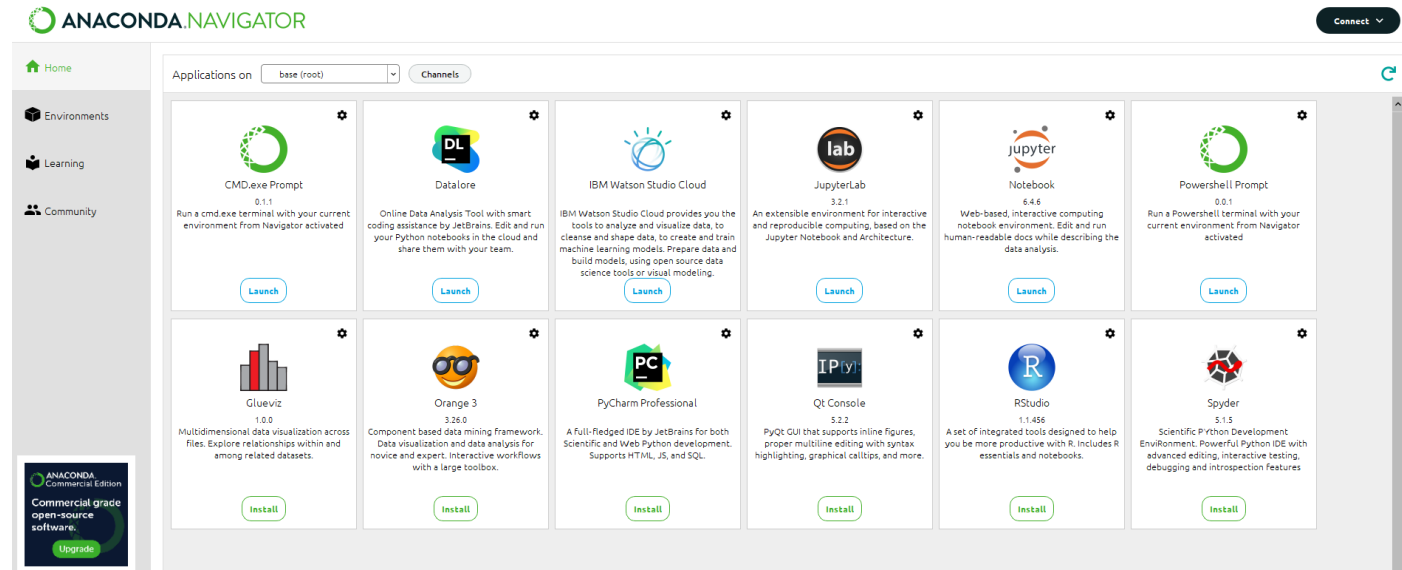 ANACONDA.NAVIGATOR
Connect
Home
Environments
Learning
Community
Applications on base (root) Channels
CMD.exe Prompt
0.1.1
Run a cmd.exe terminal with your current
environment from Navigator activated
Launch
DL
Datalore
Online Data Analysis Tool with smart
coding assistance by JetBrains. Edit and run
your Python notebooks in the cloud and
share them with your team.
Launch
IBM Watson Studio Cloud
IBM Watson Studio Cloud provides you the
tools to analyze and visualize data, to
cleanse and shape data, to create and train
machine learning models. Prepare data and
build models, using open source data
science tools or visual modeling.
Launch
lab
JupyterLab
3.2.1
An extensible environment for interactive
and reproducible computing, based on the
Jupyter Notebook and Architecture.
Launch
jupyter
Notebook
6.4.6
Web-based, interactive computing
notebook environment. Edit and run
human-readable docs while describing the
data analysis.
Launch
Powershell Prompt
0.0.1
Run a Powershell terminal with your
current environment from Navigator
activated
Launch
Glueviz
1.0.0
Multidimensional data visualization across
files. Explore relationships within and
among related datasets.
Install
Orange 3
3.26.0
Component based data mining framework.
Data visualization and data analysis for
novice and expert. Interactive workflows
with a large toolbox.
Install
PC
PyCharm Professional
A full-fledged IDE by JetBrains for both
Scientific and Web Python development.
Supports HTML, JS, and SQL.
Install
IP[y]:
Qt Console
5.2.2
PyQt GUI that supports inline figures,
proper multiline editing with syntax
highlighting, graphical calltips, and more.
Install
R
RStudio
1.1.456
A set of integrated tools designed to help
you be more productive with R. Includes R
essentials and notebooks.
Install
Spyder
5.1.5
Scientific PYthon Development
EnviRonment. Powerful Python IDE with
advanced editing, interactive testing,
debugging and introspection features
Install
ANACONDA.
Commercial Edition
Commercial grade
open-source
software.
Upgrade